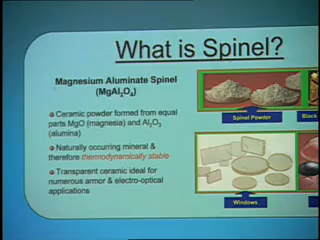 What is Spinel?
Magnesium Aluminate Spinel
(MgAl₂O₄)
Ceramic powder formed from equal
parts MgO (magnesia) and Al₂O₃
(alumina)
Naturally occurring mineral &
therefore thermodynamically stable
Transparent ceramic ideal for
numerous armor & electro-optical
applications
Spinel Powder
Black
Windows